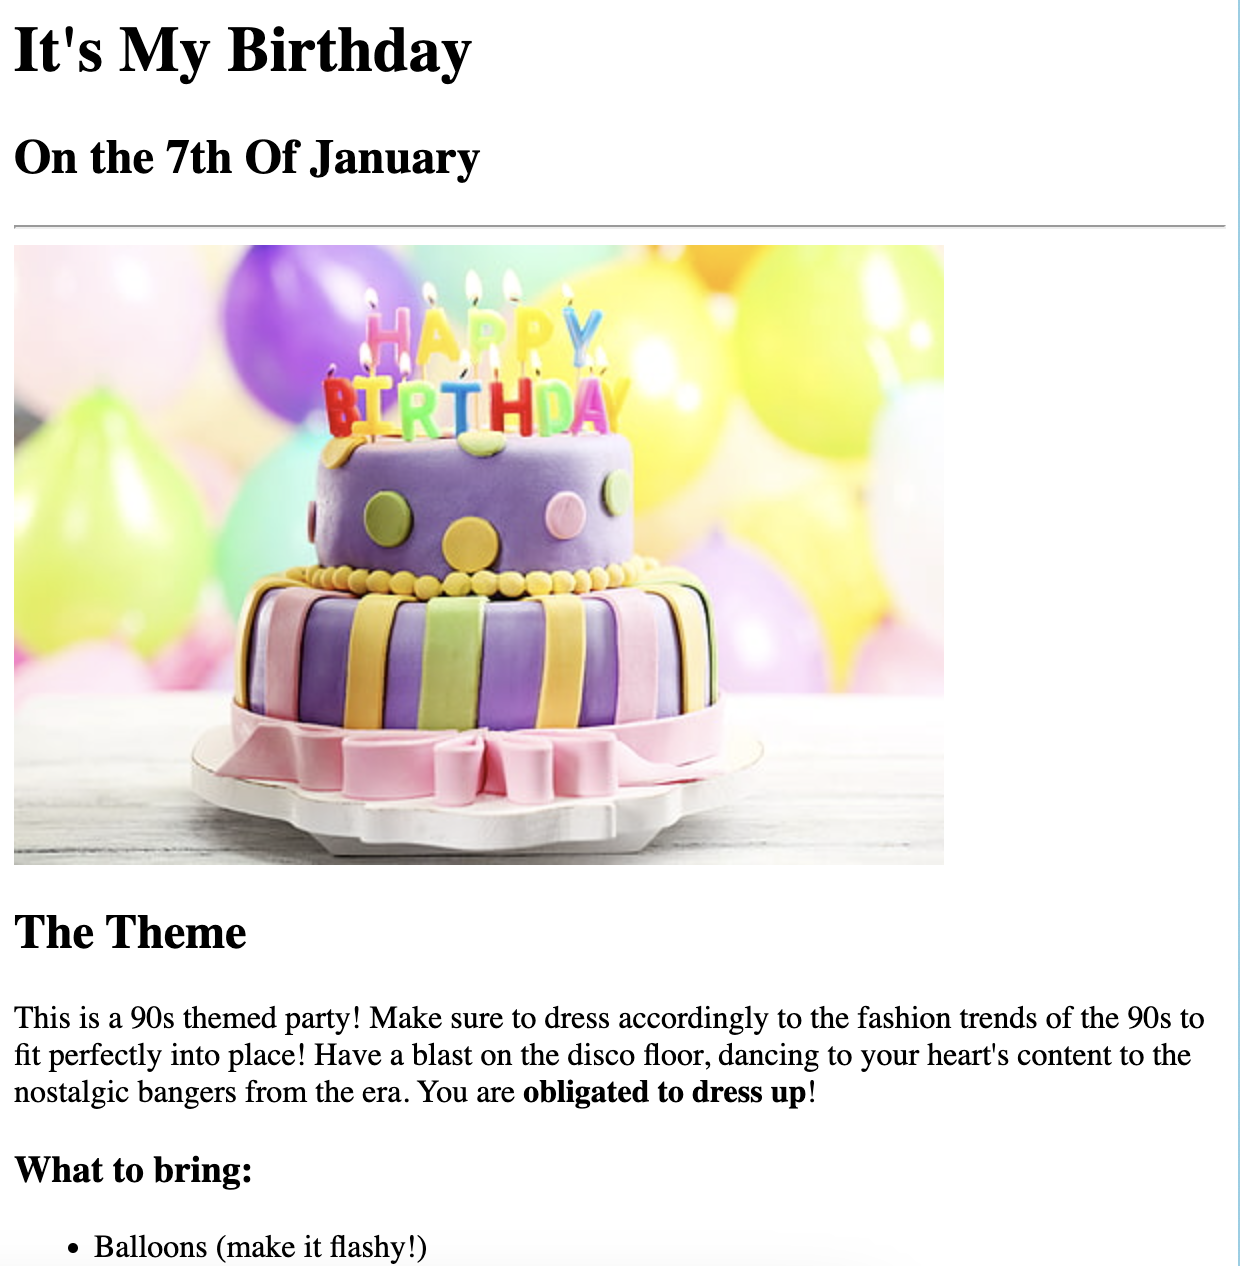 It's My Birthday
On the 7th Of January
HAPPY
BIRTHDAY
The Theme
This is a 90s themed party! Make sure to dress accordingly to the fashion trends of the 90s to
fit perfectly into place! Have a blast on the disco floor, dancing to your heart's content to the
nostalgic bangers from the era. You are obligated to dress up!
What to bring:
• Balloons (make it flashy!)